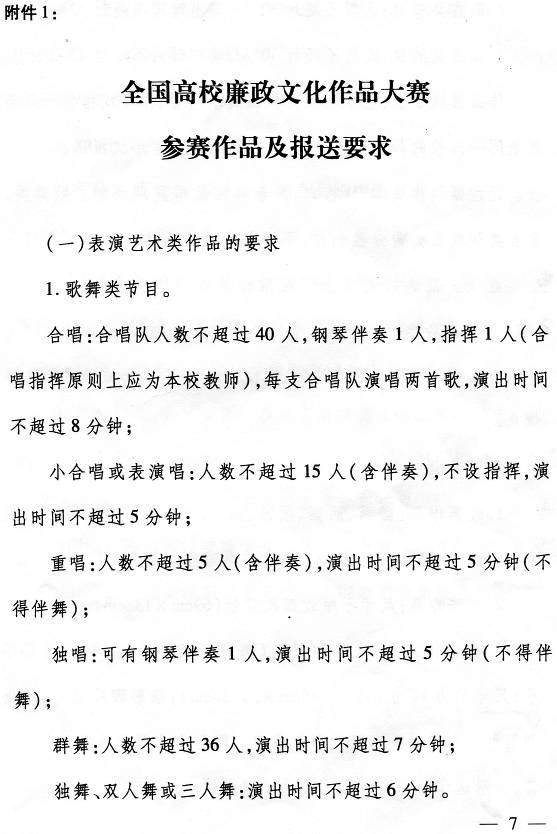 附件1:
全国高校廉政文化作品大赛
参赛作品及报送要求
(一)表演艺术类作品的要求
1.歌舞类节目。
合唱:合唱队人数不超过40人,钢琴伴奏1人,指挥1人(合
唱指挥原则上应为本校教师),每支合唱队演唱两首歌,演出时间
不超过8分钟;
小合唱或表演唱:人数不超过15人(含伴奏),不设指挥,演
出时间不超过5分钟;
重唱:人数不超过5人(含伴奏),演出时间不超过5分钟(不
得伴舞);
独唱:可有钢琴伴奏1人,演出时间不超过5分钟(不得伴
舞);
群舞:人数不超过36人,演出时间不超过7分钟;
独舞、双人舞或三人舞:演出时间不超过6分钟。
— 7 —